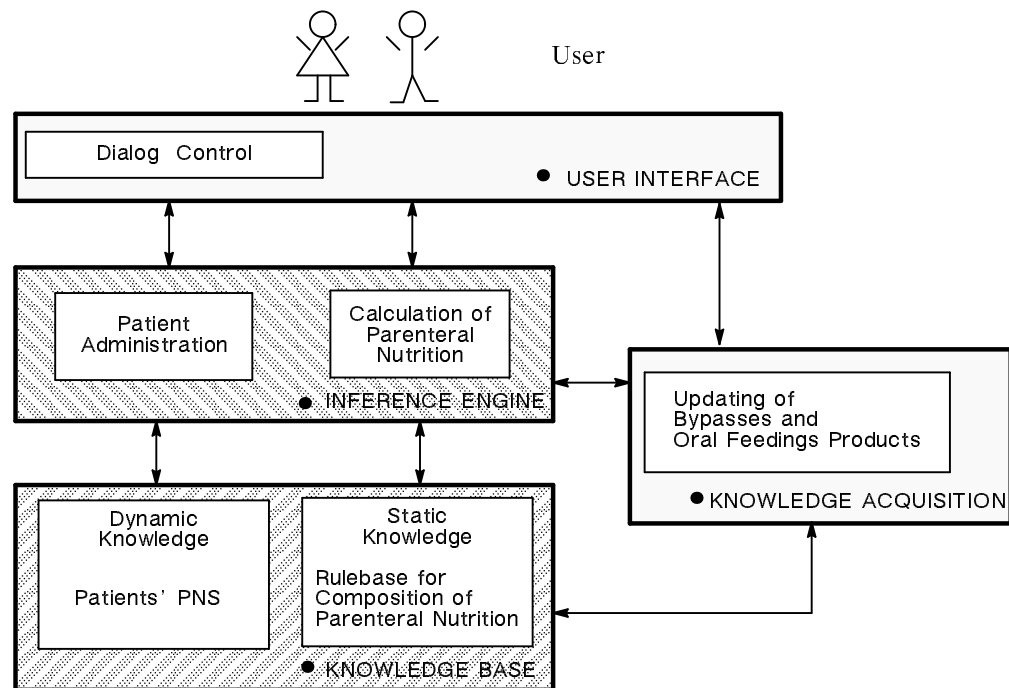 User
Dialog Control
● USER INTERFACE
Patient
Administration
Calculation of
Parenteral
Nutrition
● INFERENCE ENGINE
Updating of
Bypasses and
Oral Feedings Products
● KNOWLEDGE ACQUISITION
Dynamic
Knowledge
Patients' PNS
Static
Knowledge
Rulebase for
Composition of
Parenteral Nutrition
● KNOWLEDGE BASE